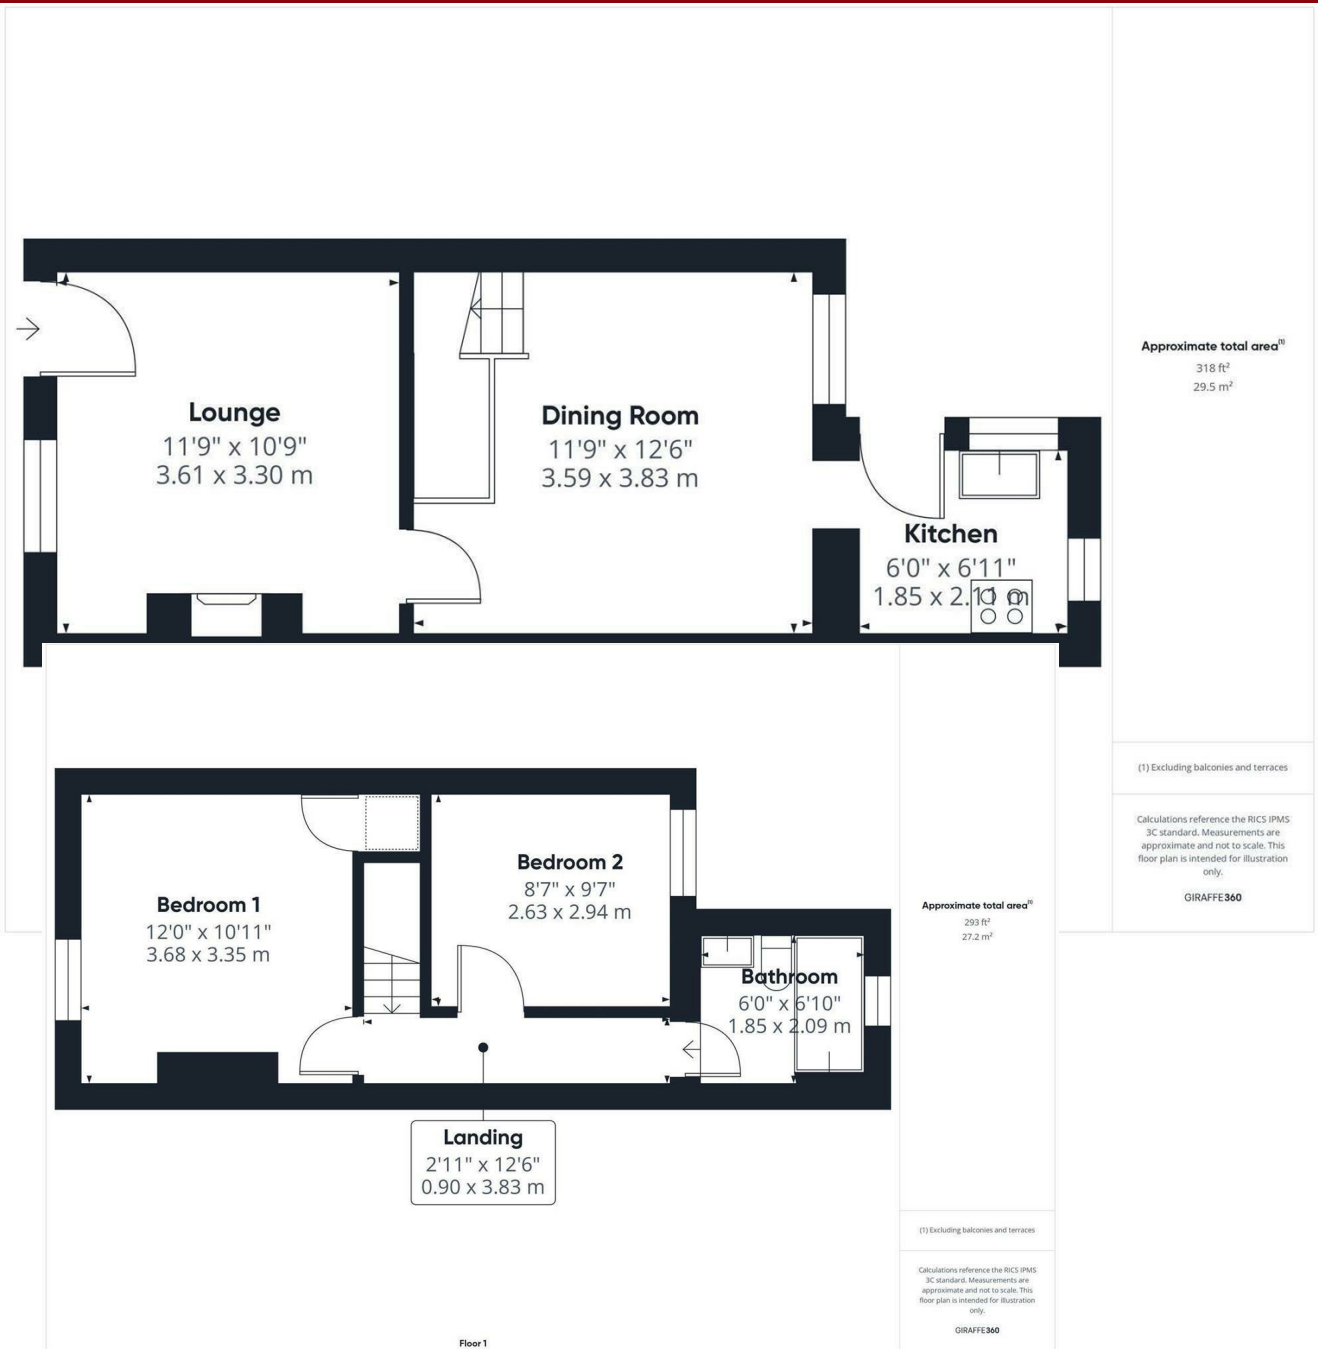 Lounge
11'9" x 10'9"
3.61 x 3.30 m
Dining Room
11'9" x 12'6"
3.59 x 3.83 m
Kitchen
6'0" x 6'11"
1.85 x 2.11 m
Approximate total area(1)
318 ft²
29.5 m²
(1) Excluding balconies and terraces
Calculations reference the RICS IPMS
3C standard. Measurements are
approximate and not to scale. This
floor plan is intended for illustration
only.
GIRAFFE360
Bedroom 1
12'0" x 10'11"
3.68 x 3.35 m
Bedroom 2
8'7" x 9'7"
2.63 x 2.94 m
Bathroom
6'0" x 6'10"
1.85 x 2.09 m
Landing
2'11" x 12'6"
0.90 x 3.83 m
Approximate total area(1)
293 ft²
27.2 m²
(1) Excluding balconies and terraces
Calculations reference the RICS IPMS
3C standard. Measurements are
approximate and not to scale. This
floor plan is intended for illustration
only.
GIRAFFE360
Floor 1